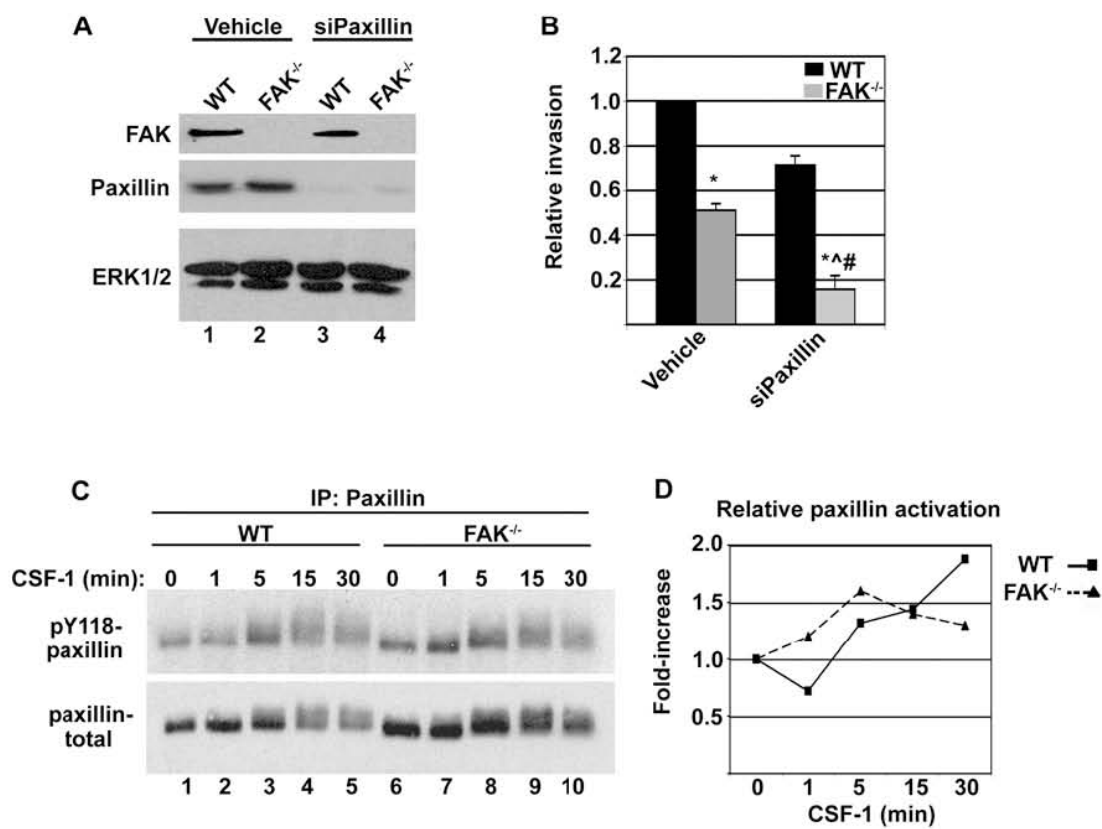 A
Vehicle siPaxillin
WT FAK-/- WT FAK-/-
FAK
Paxillin
ERK1/2
1 2 3 4
B
WT
FAK-/-
Relative invasion
1.2
1.0
0.8
0.6
0.4
0.2
*
*^#
Vehicle
siPaxillin
C
IP: Paxillin
WT FAK-/-
CSF-1 (min): 0 1 5 15 30 0 1 5 15 30
pY118-
paxillin
paxillin-
total
1 2 3 4 5 6 7 8 9 10
D
Relative paxillin activation
WT
FAK-/-
Fold-increase
2.0
1.5
1.0
0.5
0 1 5 15 30
CSF-1 (min)